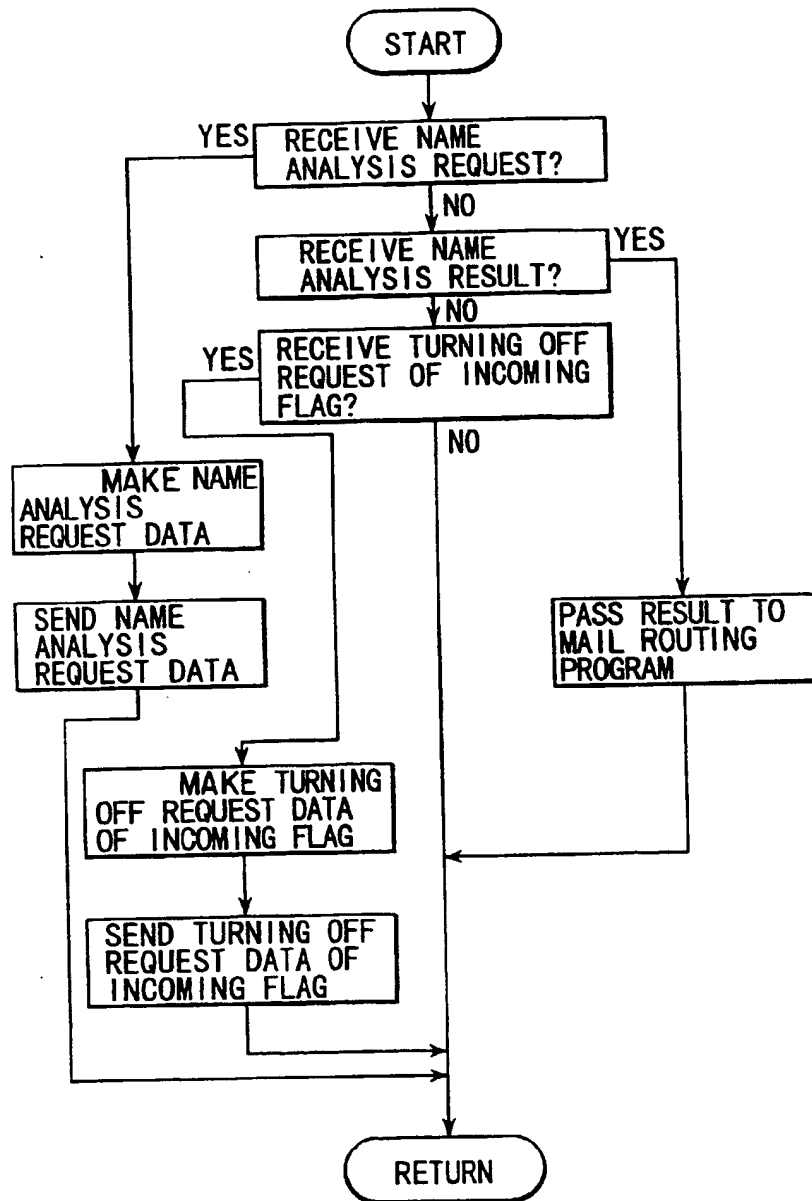 START
YES
RECEIVE NAME
ANALYSIS REQUEST?
NO
RECEIVE NAME
ANALYSIS RESULT?
YES
NO
YES
RECEIVE TURNING OFF
REQUEST OF INCOMING
FLAG?
NO
MAKE NAME
ANALYSIS
REQUEST DATA
SEND NAME
ANALYSIS
REQUEST DATA
PASS RESULT TO
MAIL ROUTING
PROGRAM
MAKE TURNING
OFF REQUEST DATA
OF INCOMING FLAG
SEND TURNING OFF
REQUEST DATA OF
INCOMING FLAG
RETURN